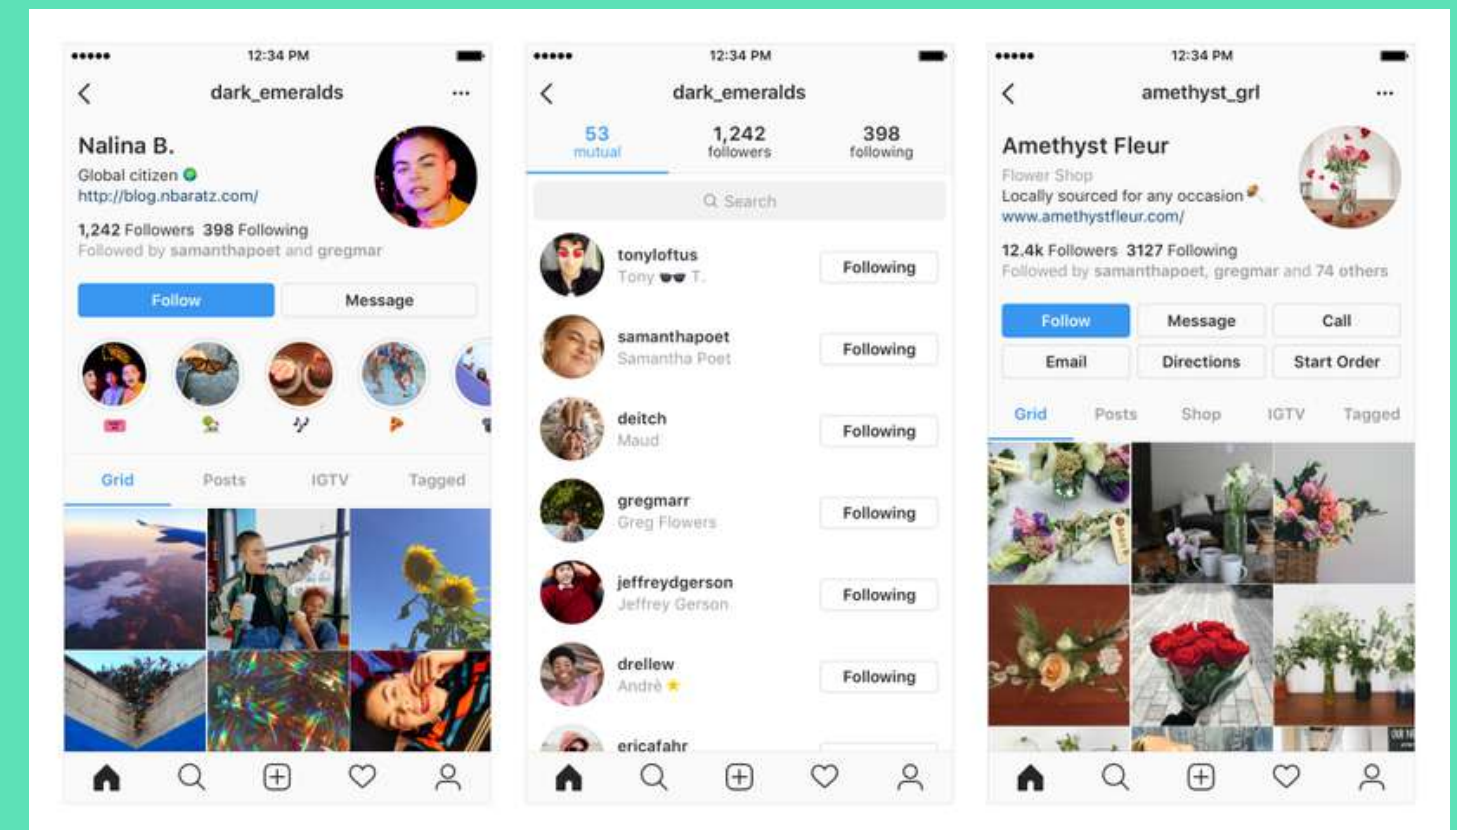 12:34 PM
dark_emeralds
Nalina B.
Global citizen
http://blog.nbaratz.com/
1,242 Followers 398 Following
Followed by samanthapoet and gregmar
Follow
Message
Grid Posts IGTV Tagged
12:34 PM
dark_emeralds
53 1,242 398
mutual followers following
Search
tonyloftus
Tony T.
Following
samanthapoet
Samantha Poet
Following
deitch
Maud
Following
gregmarr
Greg Flowers
Following
jeffreydgerson
Jeffrey Gerson
Following
drellew
Andrè
Following
ericafahr
12:34 PM
amethyst_grl
Amethyst Fleur
Flower Shop
Locally sourced for any occasion
www.amethystfleur.com/
12.4k Followers 3127 Following
Followed by samanthapoet, gregmar and 74 others
Follow Message Call
Email Directions Start Order
Grid Posts Shop IGTV Tagged